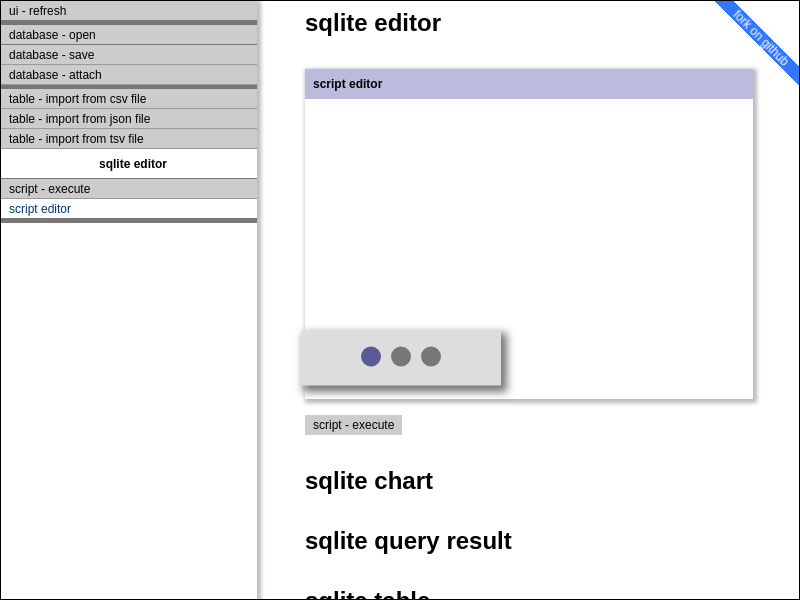 ui - refresh
database - open
database - save
database - attach
table - import from csv file
table - import from json file
table - import from tsv file
sqlite editor
script - execute
script editor
sqlite editor
fork on github
script editor
script - execute
sqlite chart
sqlite query result
sqlite table